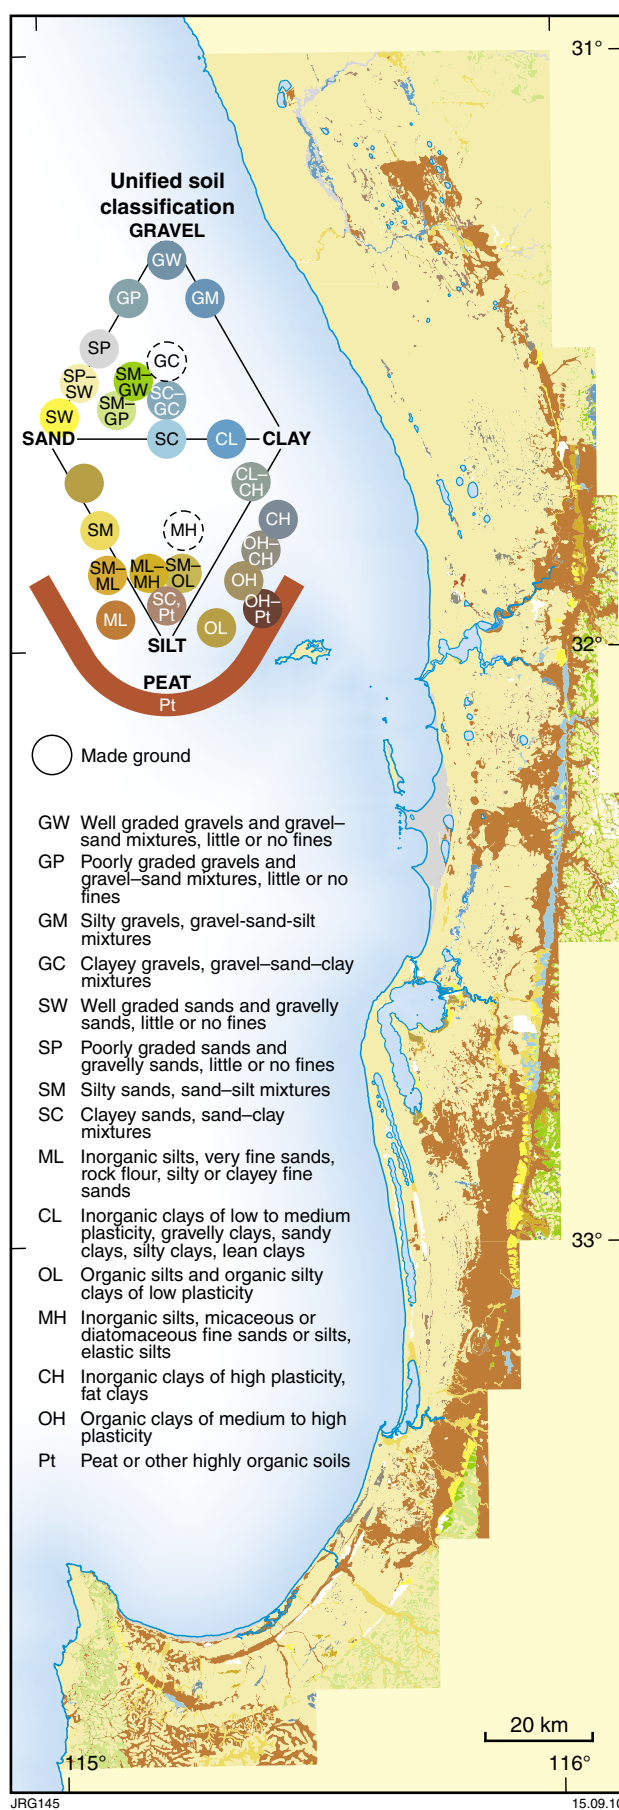 31°
Unified soil
classification
GRAVEL
GW
GP
GM
SP
GC
SP–
SW
SM–
GW
SM–
GP
SC–
GC
SW
SAND
SC
CL
CLAY
CL–
CH
SM
MH
CH
OH–
CH
SM–
ML
ML–
MH
SM–
OL
OH
SC,
Pt
OH–
Pt
ML
OL
SILT
32°
PEAT
Pt
Made ground
GW Well graded gravels and gravel–
sand mixtures, little or no fines
GP Poorly graded gravels and
gravel–sand mixtures, little or no
fines
GM Silty gravels, gravel-sand-silt
mixtures
GC Clayey gravels, gravel–sand–clay
mixtures
SW Well graded sands and gravelly
sands, little or no fines
SP Poorly graded sands and
gravelly sands, little or no fines
SM Silty sands, sand–silt mixtures
SC Clayey sands, sand–clay
mixtures
ML Inorganic silts, very fine sands,
rock flour, silty or clayey fine
sands
CL Inorganic clays of low to medium
plasticity, gravelly clays, sandy
clays, silty clays, lean clays
33°
OL Organic silts and organic silty
clays of low plasticity
MH Inorganic silts, micaceous or
diatomaceous fine sands or silts,
elastic silts
CH Inorganic clays of high plasticity,
fat clays
OH Organic clays of medium to high
plasticity
Pt Peat or other highly organic soils
20 km
115°
116°
JRG145
15.09.10